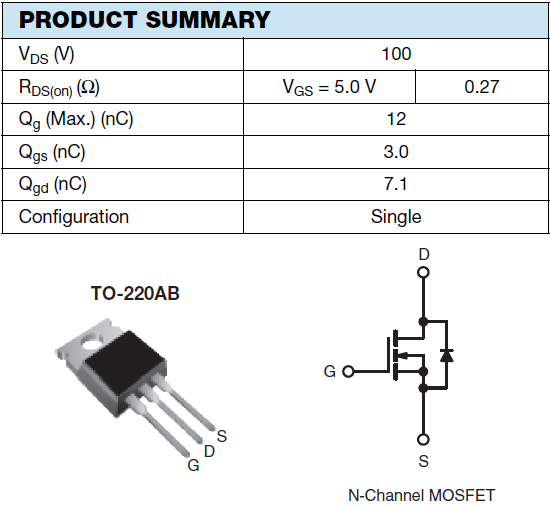 PRODUCT SUMMARY
VDS (V) 100
RDS(on) (Ω) VGS = 5.0 V 0.27
Qg (Max.) (nC) 12
Qgs (nC) 3.0
Qgd (nC) 7.1
Configuration Single
TO-220AB
S
D
G
D
G
S
N-Channel MOSFET